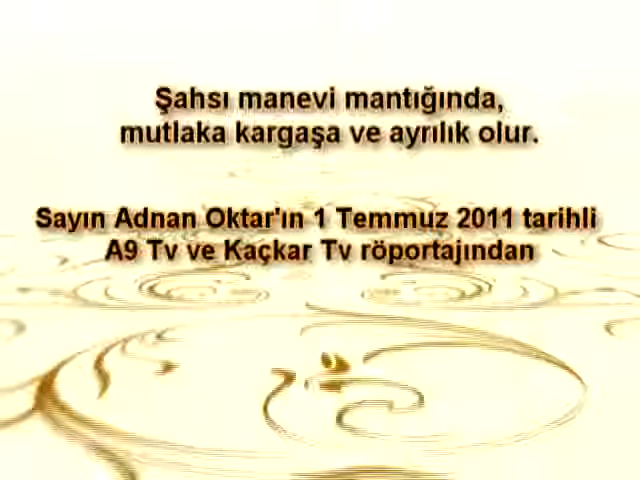 Şahsı manevi mantığında,
mutlaka kargaşa ve ayrılık olur.
Sayın Adnan Oktar'ın 1 Temmuz 2011 tarihli
A9 Tv ve Kaçkar Tv röportajından